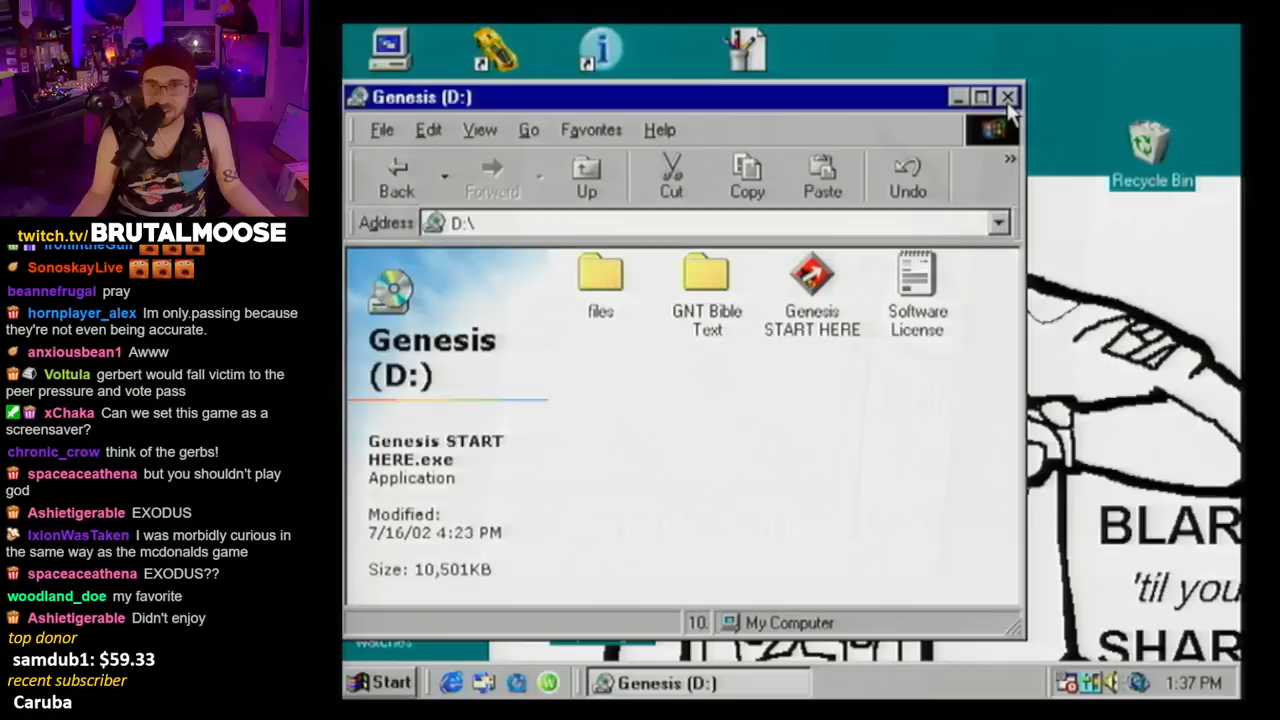 twitch.tv/BRUTALMOOSE
SonoskayLive
beannefrugal pray
hornplayer_alex Im only.passing because
they're not even being accurate.
anxiousbean1 Awww
Voltula gerbert would fall victim to the
peer pressure and vote pass
xChaka Can we set this game as a
screensaver?
chronic_crow think of the gerbs!
spaceaceathena but you shouldn't play
god
Ashietigerable EXODUS
IxionWasTaken I was morbidly curious in
the same way as the mcdonalds game
spaceaceathena EXODUS??
woodland_doe my favorite
Ashietigerable Didn't enjoy
top donor
samdub1: $59.33
recent subscriber
Caruba
Genesis (D:)
File Edit View Go Favorites Help
Back Forward Up Cut Copy Paste Undo
Address D:\
files
GNT Bible
Text
Genesis
START HERE
Software
License
Genesis
(D:)
Genesis START
HERE.exe
Application
Modified:
7/16/02 4:23 PM
Size: 10,501KB
10. My Computer
Recycle Bin
BLAR
'til you
SHAR
Start Genesis (D:) 1:37 PM